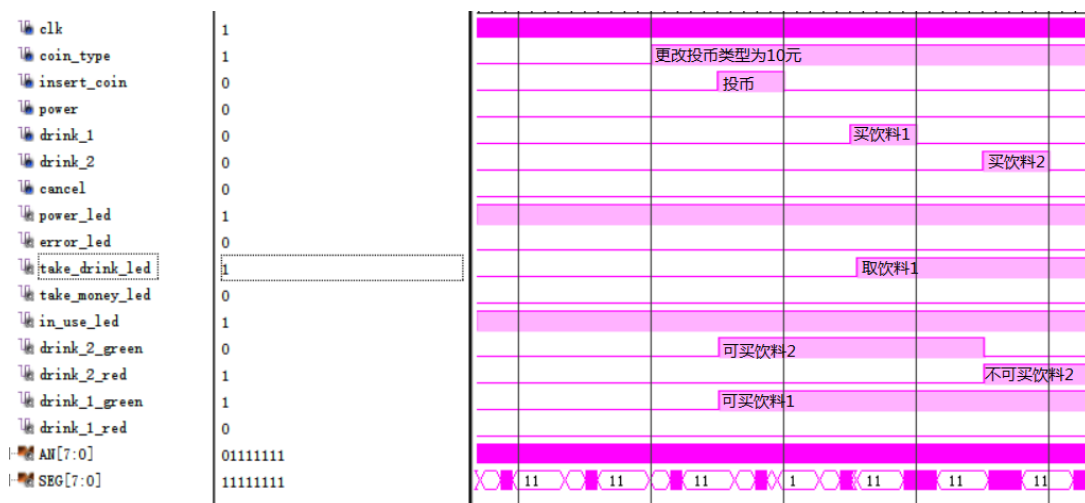 clk 1
coin_type 1 更改投币类型为10元
insert_coin 0 投币
power 0
drink_1 0 买饮料1
drink_2 0 买饮料2
cancel 0
power_led 1
error_led 0
take_drink_led 1 取饮料1
take_money_led 0
in_use_led 1
drink_2_green 0 可买饮料2
drink_2_red 1 不可买饮料2
drink_1_green 1 可买饮料1
drink_1_red 0
AN[7:0] 01111111
SEG[7:0] 11111111 11 11 11 1 11 11 11